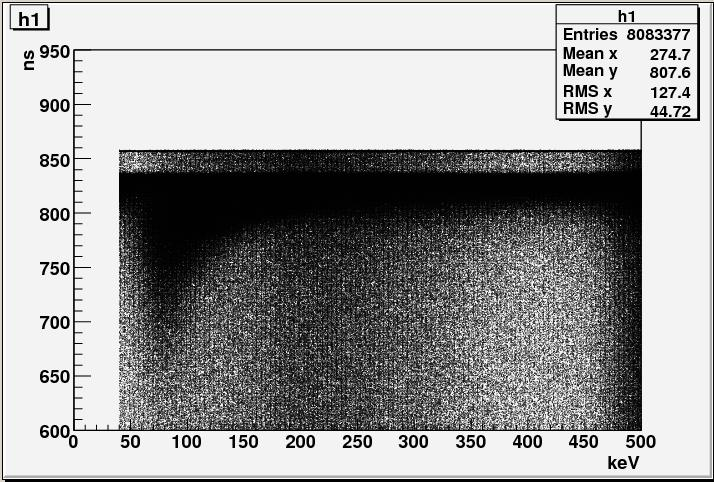 h1
h1
Entries 8083377
Mean x 274.7
Mean y 807.6
RMS x 127.4
RMS y 44.72
ns
950
900
850
800
750
700
650
600
0 50 100 150 200 250 300 350 400 450 500
keV